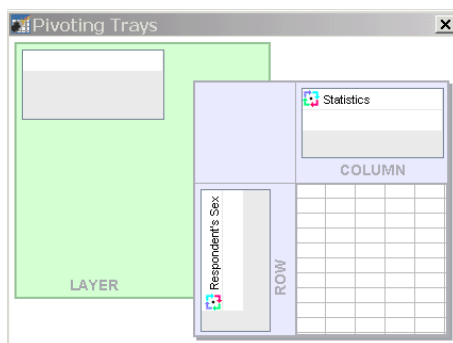 Pivoting Trays
Statistics
COLUMN
Respondent's Sex
ROW
LAYER